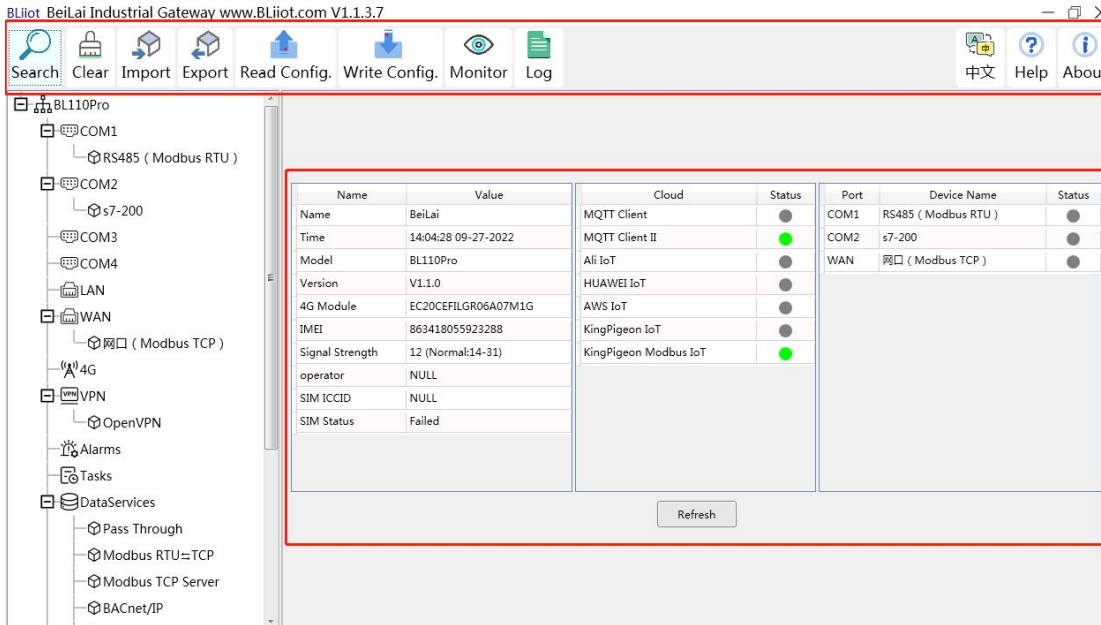 BLiiot BeiLai Industrial Gateway www.BLiiot.com V1.1.3.7
Search Clear Import Export Read Config. Write Config. Monitor Log 中文 Help Abou
BL110Pro
COM1
RS485 ( Modbus RTU )
COM2
s7-200
COM3
COM4
LAN
WAN
网口 ( Modbus TCP )
4G
VPN
VPN
OpenVPN
Alarms
Tasks
DataServices
Pass Through
Modbus RTU⇆TCP
Modbus TCP Server
BACnet/IP
Name Value
Name BeiLai
Time 14:04:28 09-27-2022
Model BL110Pro
Version V1.1.0
4G Module EC20CEFILGR06A07M1G
IMEI 863418055923288
Signal Strength 12 (Normal:14-31)
operator NULL
SIM ICCID NULL
SIM Status Failed
Cloud Status
MQTT Client
MQTT Client II
Ali IoT
HUAWEI IoT
AWS IoT
KingPigeon IoT
KingPigeon Modbus IoT
Port Device Name Status
COM1 RS485 ( Modbus RTU )
COM2 s7-200
WAN 网口 ( Modbus TCP )
Refresh